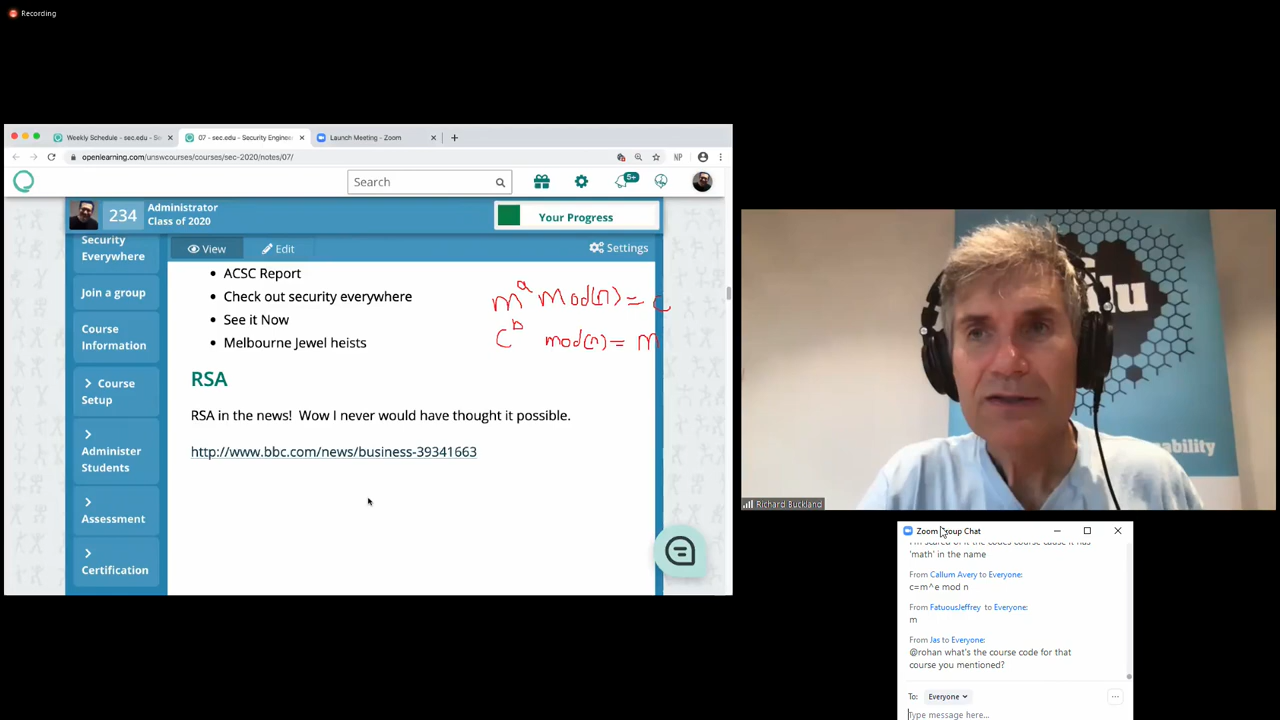 Recording
Weekly Schedule - sec.edu - Se
07 - sec.edu - Security Enginee
Launch Meeting - Zoom
openlearning.com/unswcourses/courses/sec-2020/notes/07/
NP
Search
5+
234
Administrator
Class of 2020
Your Progress
Security
Everywhere
Join a group
Course
Information
Course
Setup
Administer
Students
Assessment
Certification
View
Edit
Settings
• ACSC Report
• Check out security everywhere
• See it Now
• Melbourne Jewel heists
m^a mod(n) = c
c^b mod(n) = m
RSA
RSA in the news! Wow I never would have thought it possible.
http://www.bbc.com/news/business-39341663
du
ability
Richard Buckland
Zoom Group Chat
'math' in the name
From Callum Avery to Everyone:
c=m^e mod n
From FatuousJeffrey to Everyone:
m
From Jas to Everyone:
@rohan what's the course code for that
course you mentioned?
To: Everyone
Type message here...